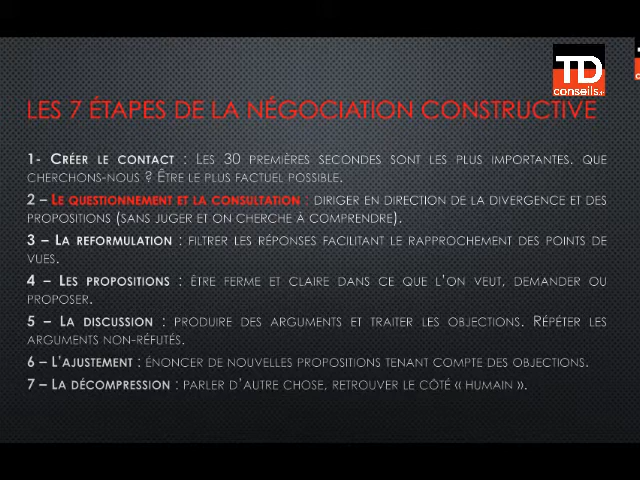 TD
conseils.fr
LES 7 ÉTAPES DE LA NÉGOCIATION CONSTRUCTIVE
1- CRÉER LE CONTACT : LES 30 PREMIÈRES SECONDES SONT LES PLUS IMPORTANTES. QUE
CHERCHONS-NOUS ? ÊTRE LE PLUS FACTUEL POSSIBLE.
2 – LE QUESTIONNEMENT ET LA CONSULTATION : DIRIGER EN DIRECTION DE LA DIVERGENCE ET DES
PROPOSITIONS (SANS JUGER ET ON CHERCHE À COMPRENDRE).
3 – LA REFORMULATION : FILTRER LES RÉPONSES FACILITANT LE RAPPROCHEMENT DES POINTS DE
VUES.
4 – LES PROPOSITIONS : ÊTRE FERME ET CLAIRE DANS CE QUE L'ON VEUT, DEMANDER OU
PROPOSER.
5 – LA DISCUSSION : PRODUIRE DES ARGUMENTS ET TRAITER LES OBJECTIONS. RÉPÉTER LES
ARGUMENTS NON-RÉFUTÉS.
6 – L'AJUSTEMENT : ÉNONCER DE NOUVELLES PROPOSITIONS TENANT COMPTE DES OBJECTIONS.
7 – LA DÉCOMPRESSION : PARLER D'AUTRE CHOSE, RETROUVER LE CÔTÉ « HUMAIN ».